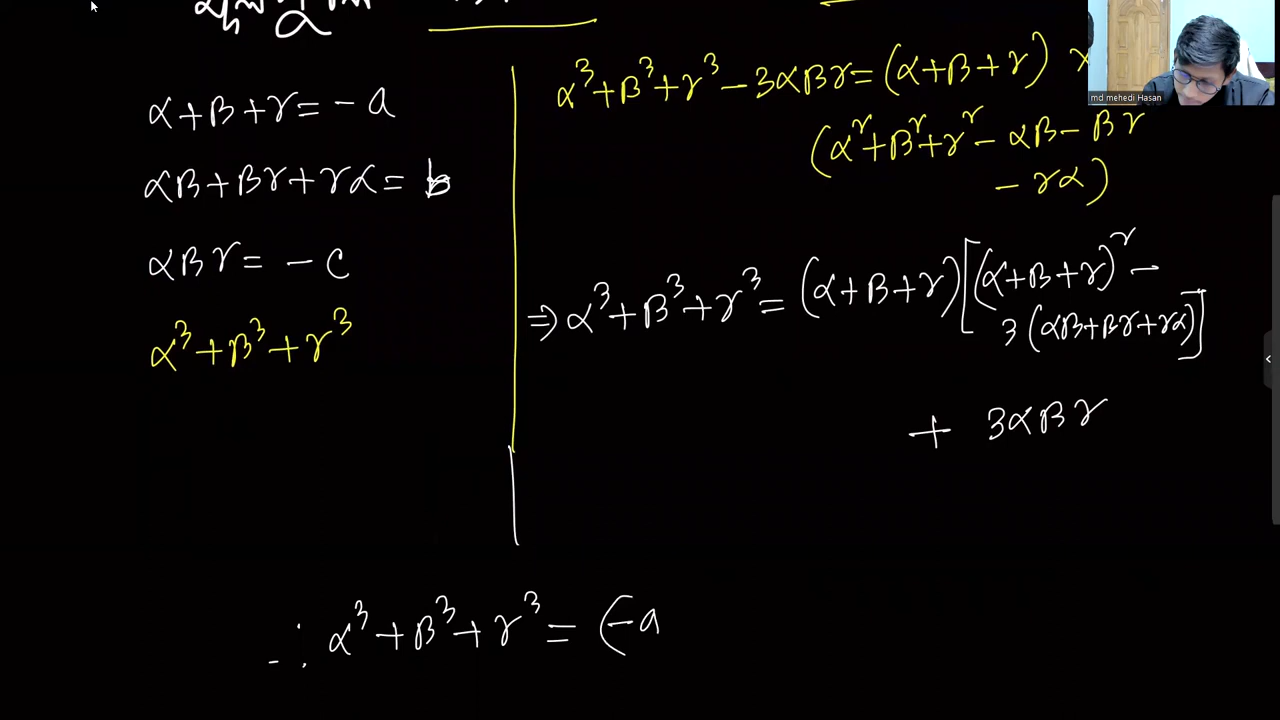 α+β+γ= -a
αβ+βγ+γα= b
αβγ= -c
α³+β³+γ³
α³+β³+γ³-3αβγ=(α+β+γ) ×
(α²+β²+γ²-αβ-βγ
-γα)
⇒α³+β³+γ³=(α+β+γ)[(α+β+γ)²-
3(αβ+βγ+γα)]
+ 3αβγ
∴ α³+β³+γ³= (-a
md mehedi Hasan